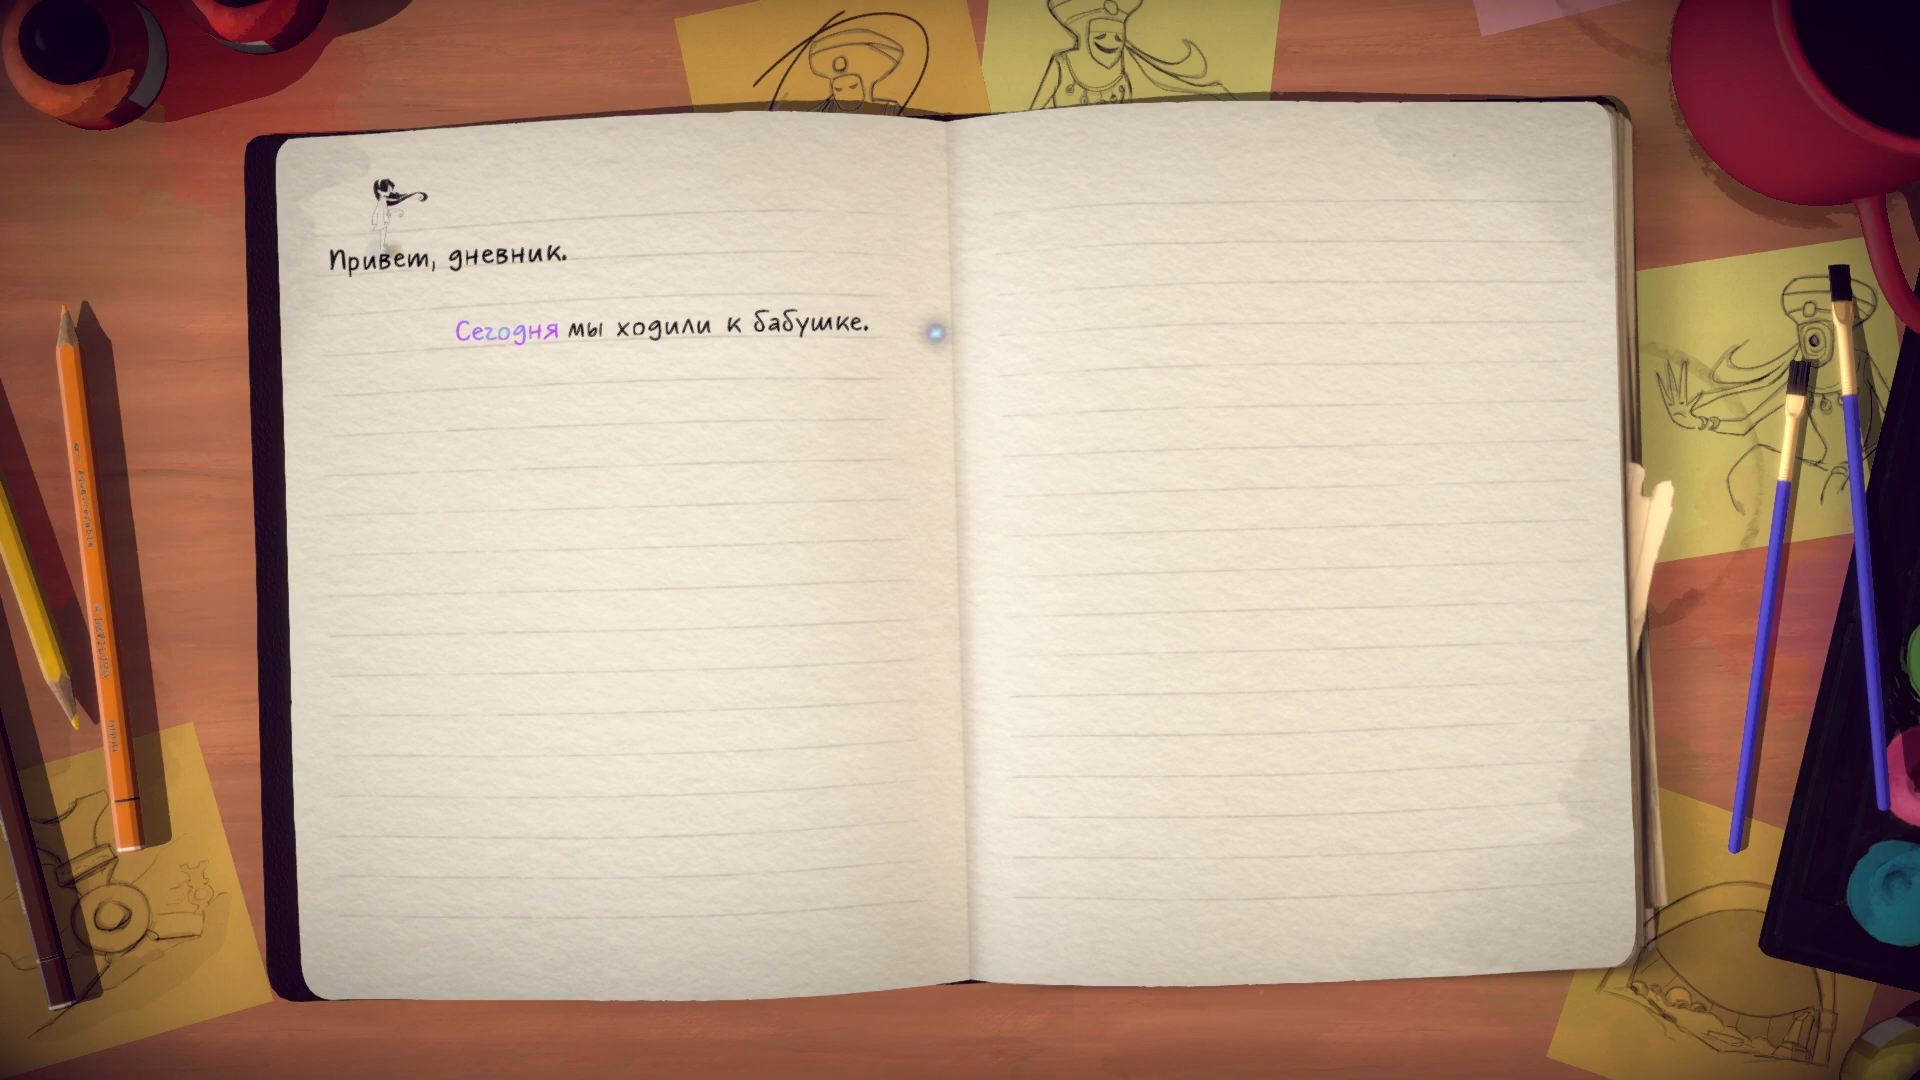 Привет, дневник.
Сегодня мы ходили к бабушке.